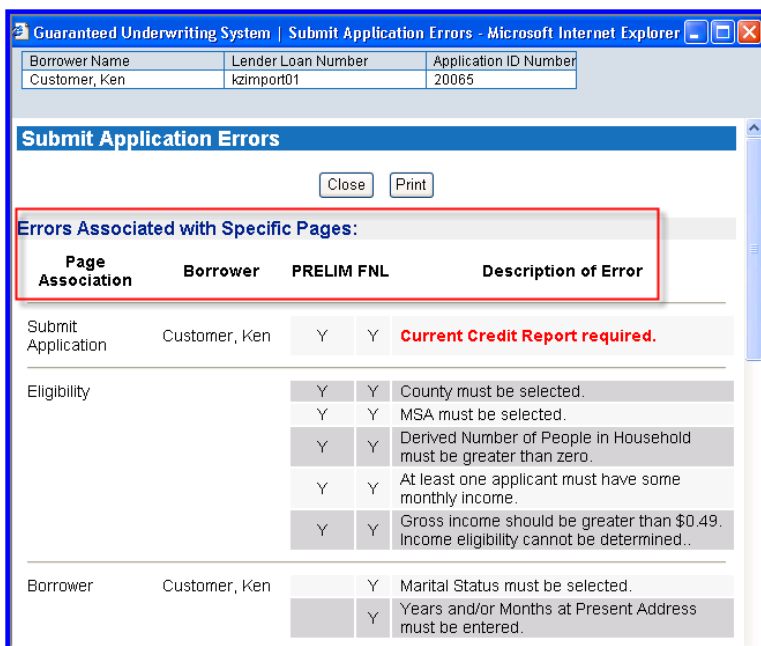 Guaranteed Underwriting System | Submit Application Errors - Microsoft Internet Explorer
Borrower Name Lender Loan Number Application ID Number
Customer, Ken kzimport01 20065
Submit Application Errors
Close Print
Errors Associated with Specific Pages:
Page Association Borrower PRELIM FNL Description of Error
Submit Application Customer, Ken Y Y Current Credit Report required.
Eligibility Y Y County must be selected.
Y Y MSA must be selected.
Y Y Derived Number of People in Household must be greater than zero.
Y Y At least one applicant must have some monthly income.
Y Y Gross income should be greater than $0.49. Income eligibility cannot be determined..
Borrower Customer, Ken Y Marital Status must be selected.
Y Years and/or Months at Present Address must be entered.